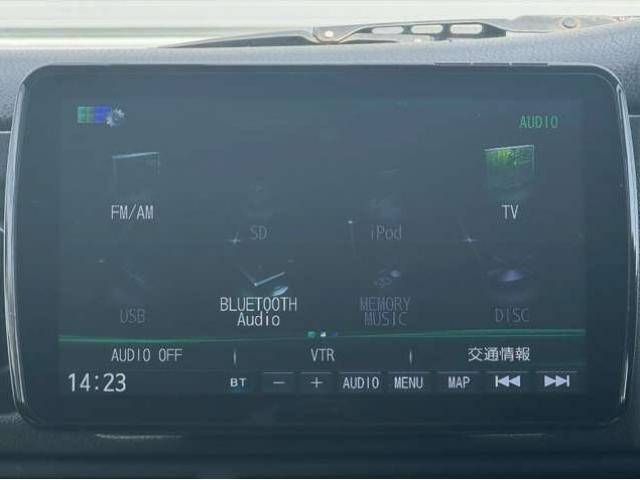 AUDIO
FM/AM
SD
iPod
TV
USB
BLUETOOTH
Audio
MEMORY
MUSIC
DISC
AUDIO OFF
VTR
交通情報
14:23
BT
－
＋
AUDIO
MENU
MAP